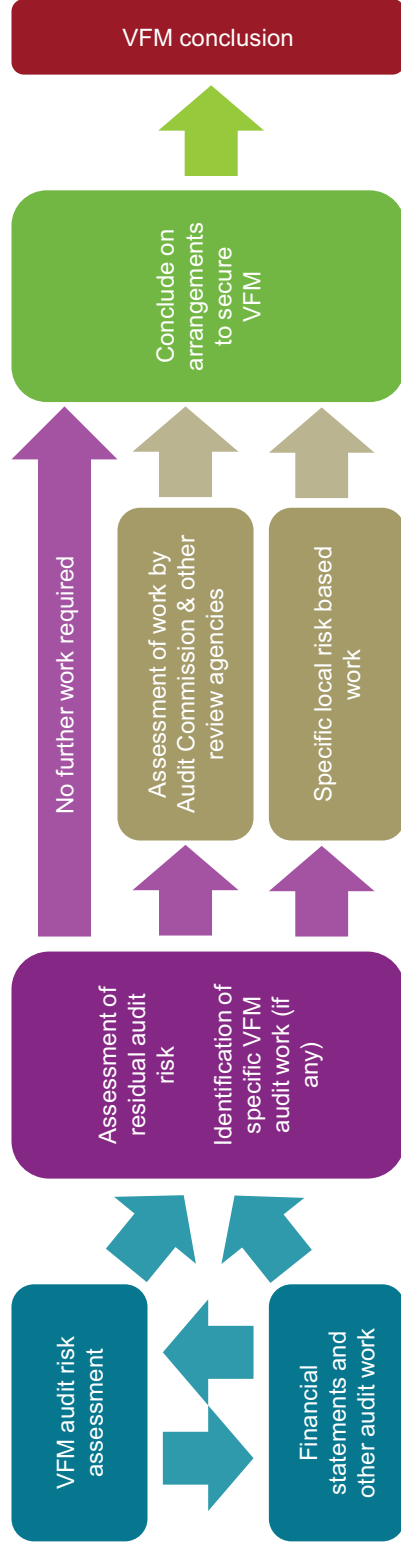 VFM audit risk
assessment
Financial
statements and
other audit work
Assessment of
residual audit
risk
Identification of
specific VFM
audit work (if
any)
No further work required
Assessment of work by
Audit Commission & other
review agencies
Specific local risk based
work
Conclude on
arrangements
to secure
VFM
VFM conclusion